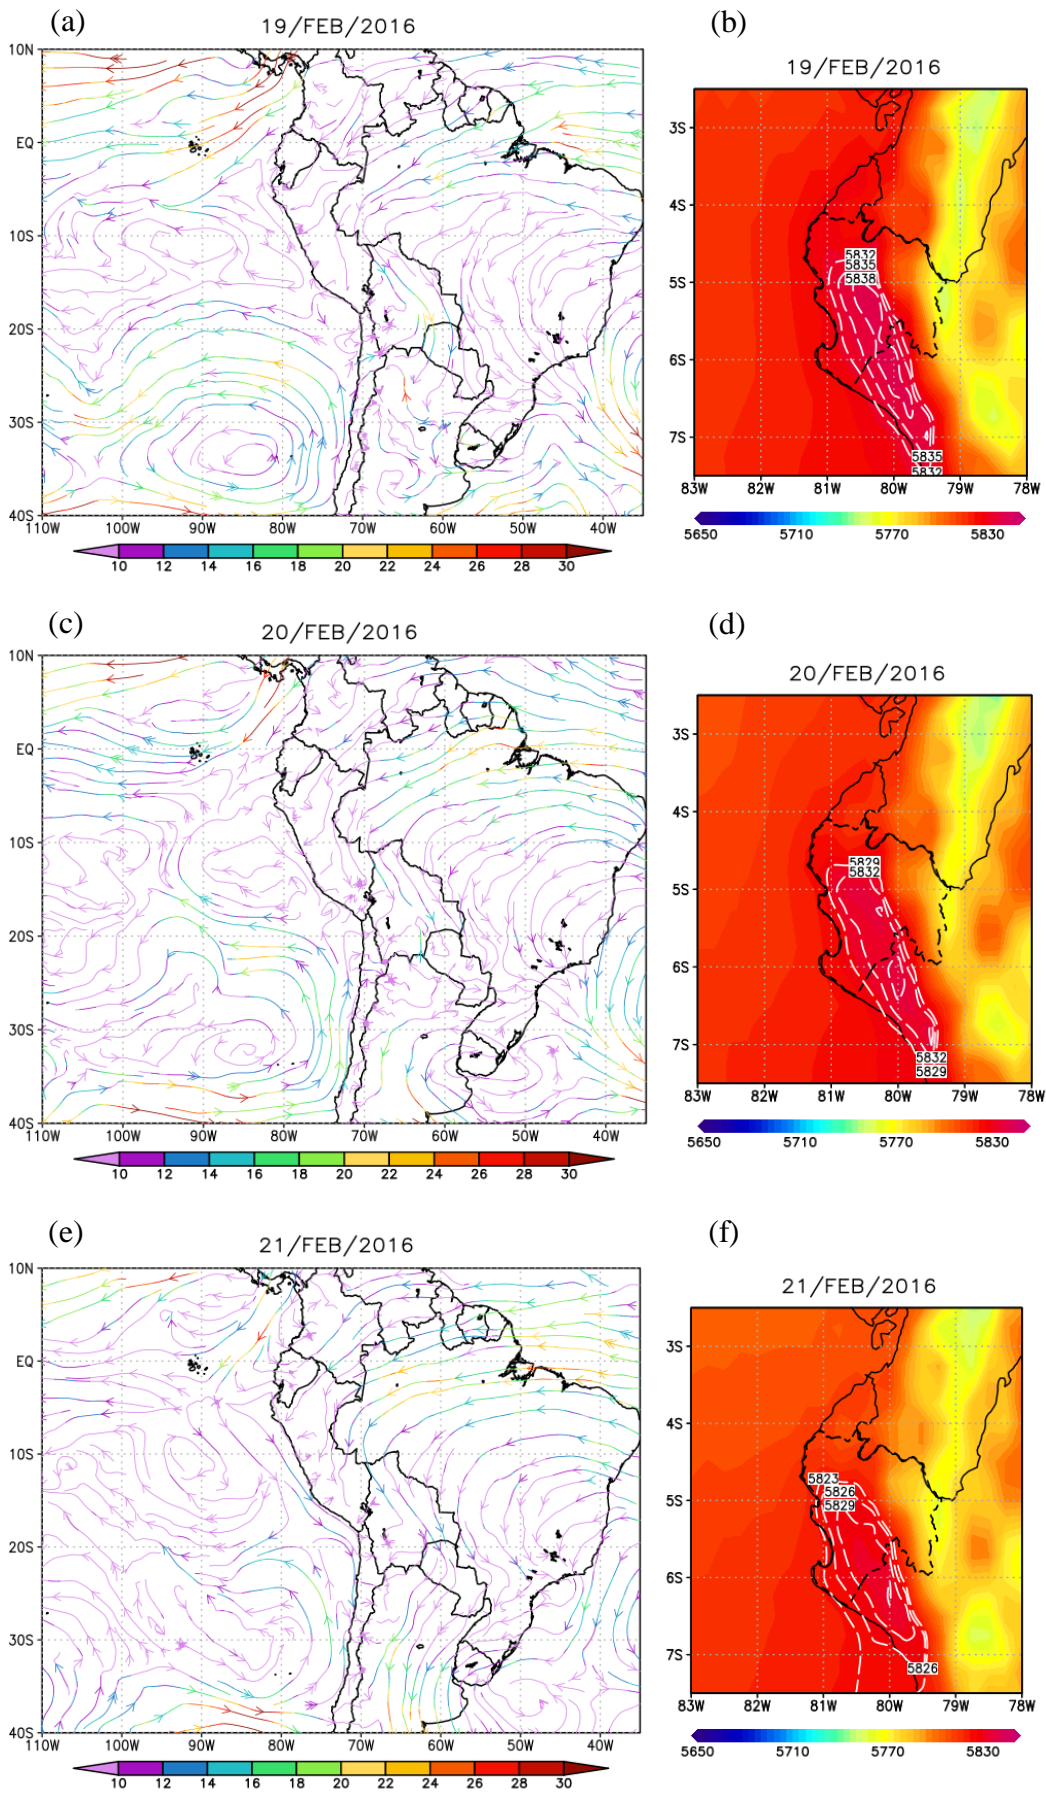 (a)
19/FEB/2016
10N
EQ
10S
20S
30S
40S
110W 100W 90W 80W 70W 60W 50W 40W
10 12 14 16 18 20 22 24 26 28 30
(b)
19/FEB/2016
3S
4S
5S
6S
7S
5832
5835
5838
5835
5832
83W 82W 81W 80W 79W 78W
5650 5710 5770 5830
(c)
20/FEB/2016
10N
EQ
10S
20S
30S
40S
110W 100W 90W 80W 70W 60W 50W 40W
10 12 14 16 18 20 22 24 26 28 30
(d)
20/FEB/2016
3S
4S
5S
6S
7S
5829
5832
5832
5829
83W 82W 81W 80W 79W 78W
5650 5710 5770 5830
(e)
21/FEB/2016
10N
EQ
10S
20S
30S
40S
110W 100W 90W 80W 70W 60W 50W 40W
10 12 14 16 18 20 22 24 26 28 30
(f)
21/FEB/2016
3S
4S
5S
6S
7S
5823
5826
5829
5826
83W 82W 81W 80W 79W 78W
5650 5710 5770 5830